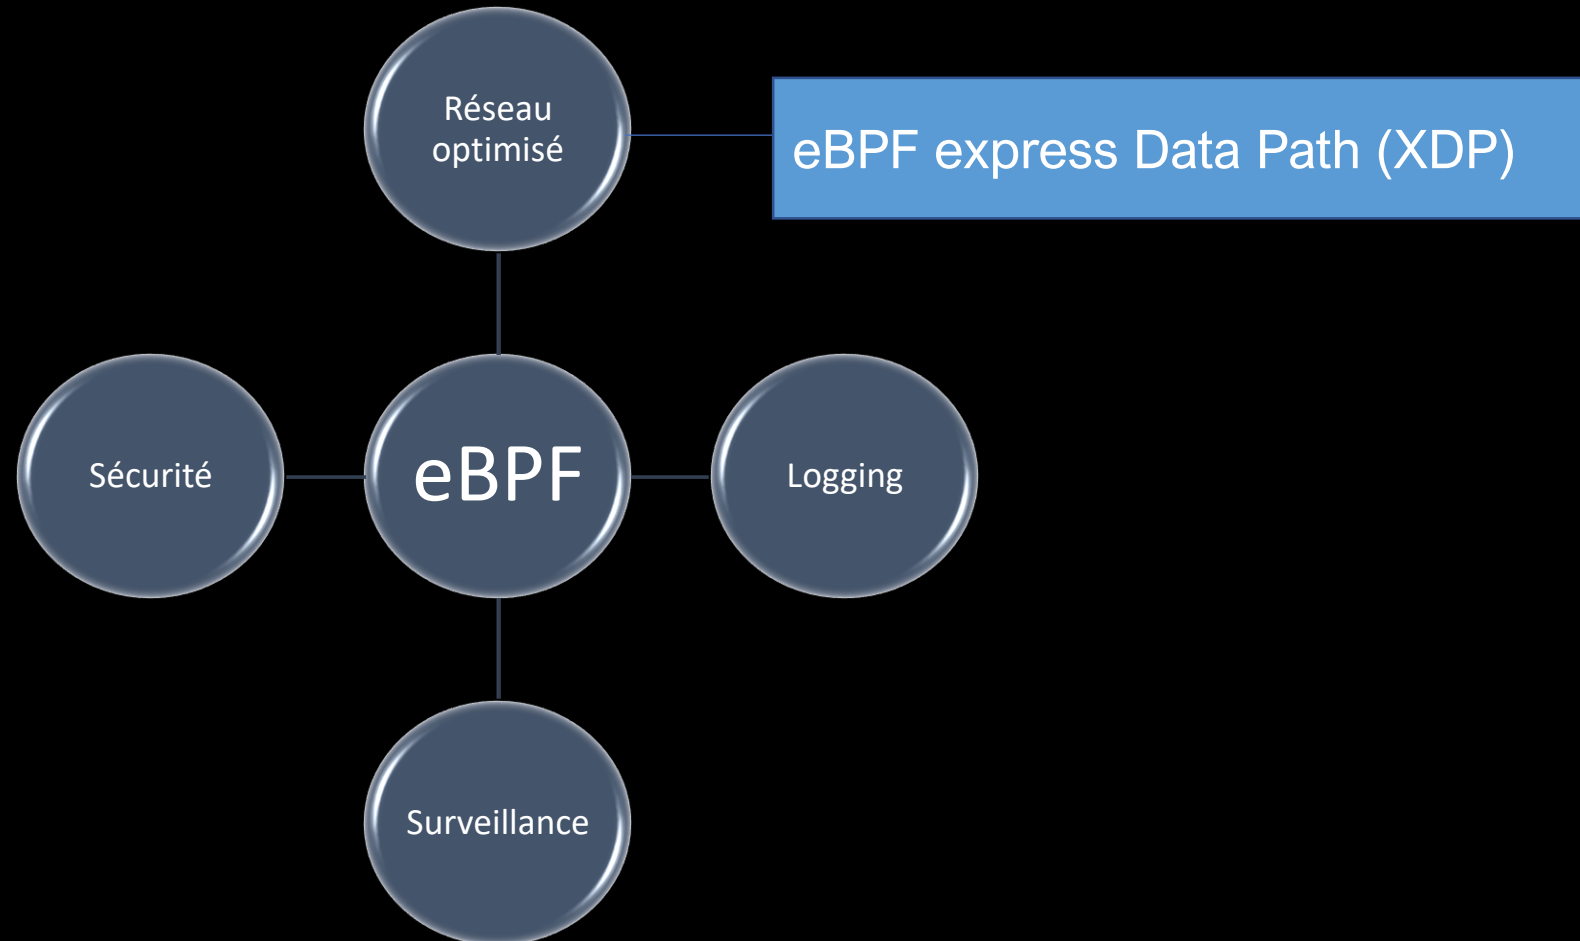 Réseau
optimisé
eBPF express Data Path (XDP)
Sécurité
eBPF
Logging
Surveillance